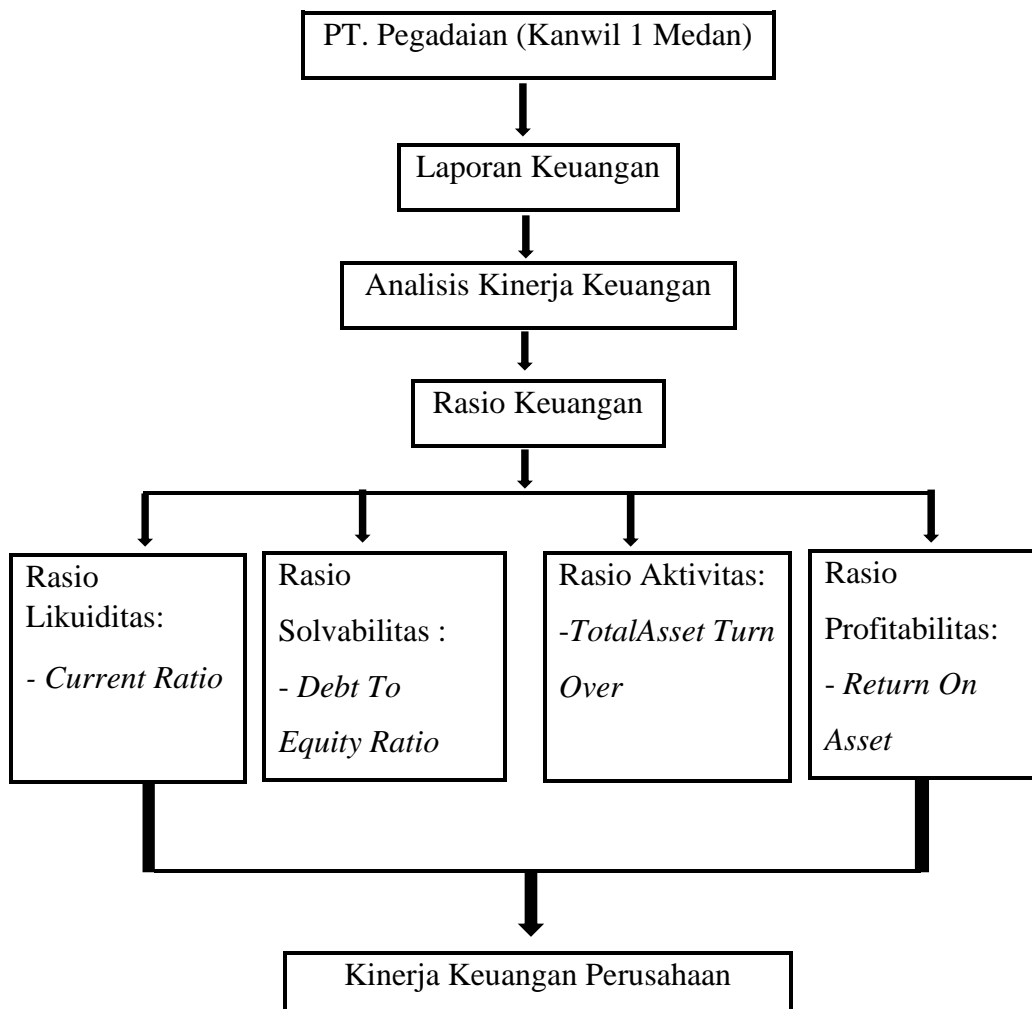 PT. Pegadaian (Kanwil 1 Medan)
Laporan Keuangan
Analisis Kinerja Keuangan
Rasio Keuangan
Rasio
Likuiditas:
- Current Ratio
Rasio
Solvabilitas :
- Debt To
Equity Ratio
Rasio Aktivitas:
-TotalAsset Turn
Over
Rasio
Profitabilitas:
- Return On
Asset
Kinerja Keuangan Perusahaan